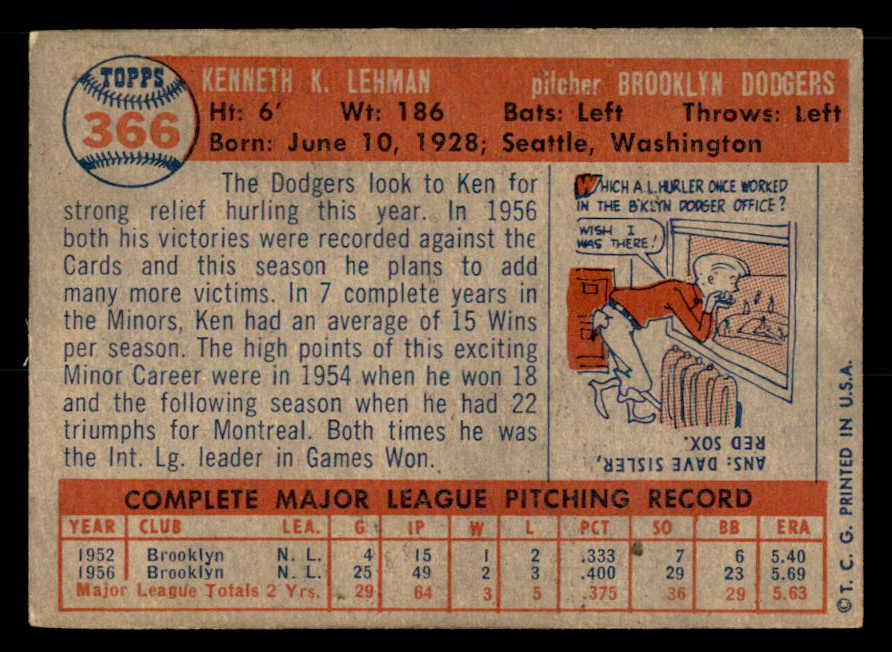 TOPPS
366
KENNETH K. LEHMAN pitcher BROOKLYN DODGERS
Ht: 6' Wt: 186 Bats: Left Throws: Left
Born: June 10, 1928; Seattle, Washington
The Dodgers look to Ken for
strong relief hurling this year. In 1956
both his victories were recorded against the
Cards and this season he plans to add
many more victims. In 7 complete years in
the Minors, Ken had an average of 15 Wins
per season. The high points of this exciting
Minor Career were in 1954 when he won 18
and the following season when he had 22
triumphs for Montreal. Both times he was
the Int. Lg. leader in Games Won.
WHICH A.L. HURLER ONCE WORKED
IN THE B'KLYN DODGER OFFICE?
WISH I
WAS THERE!
ANS: DAVE SISLER,
RED SOX.
COMPLETE MAJOR LEAGUE PITCHING RECORD
YEAR CLUB LEA. G IP W L PCT SO BB ERA
1952 Brooklyn N. L. 4 15 1 2 .333 7 6 5.40
1956 Brooklyn N. L. 25 49 2 3 .400 29 23 5.69
Major League Totals 2 Yrs. 29 64 3 5 .375 36 29 5.63
© T. C. G. PRINTED IN U.S.A.